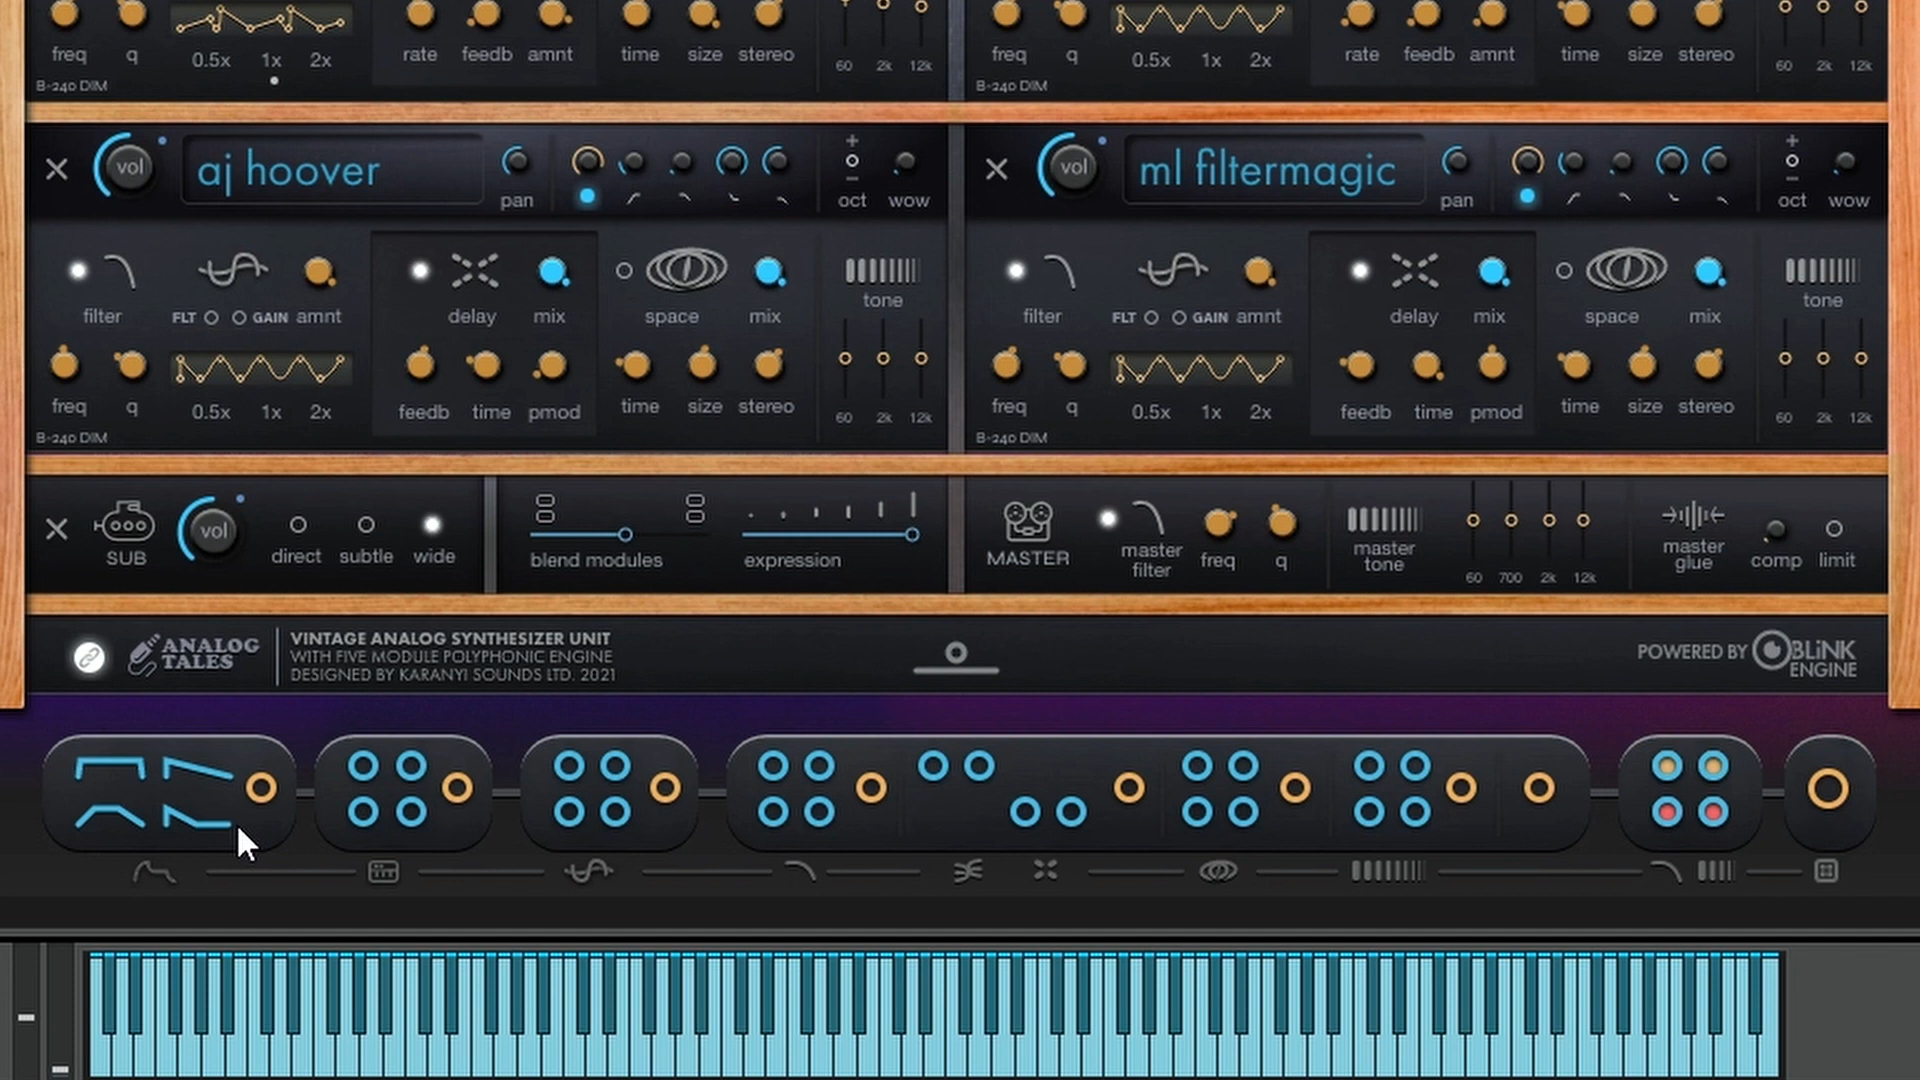 freq q 0.5x 1x 2x rate feedb amnt time size stereo 60 2k 12k
B-240 DIM
freq q 0.5x 1x 2x rate feedb amnt time size stereo 60 2k 12k
B-240 DIM
vol aj hoover pan oct wow
filter FLT GAIN amnt delay mix space mix tone
freq q 0.5x 1x 2x feedb time pmod time size stereo 60 2k 12k
B-240 DIM
vol ml filtermagic pan oct wow
filter FLT GAIN amnt delay mix space mix tone
freq q 0.5x 1x 2x feedb time pmod time size stereo 60 2k 12k
B-240 DIM
SUB vol direct subtle wide
blend modules expression
MASTER master filter freq q master tone 60 700 2k 12k master glue comp limit
ANALOG
TALES
VINTAGE ANALOG SYNTHESIZER UNIT
WITH FIVE MODULE POLYPHONIC ENGINE
DESIGNED BY KARANYI SOUNDS LTD. 2021
POWERED BY BLINK
ENGINE